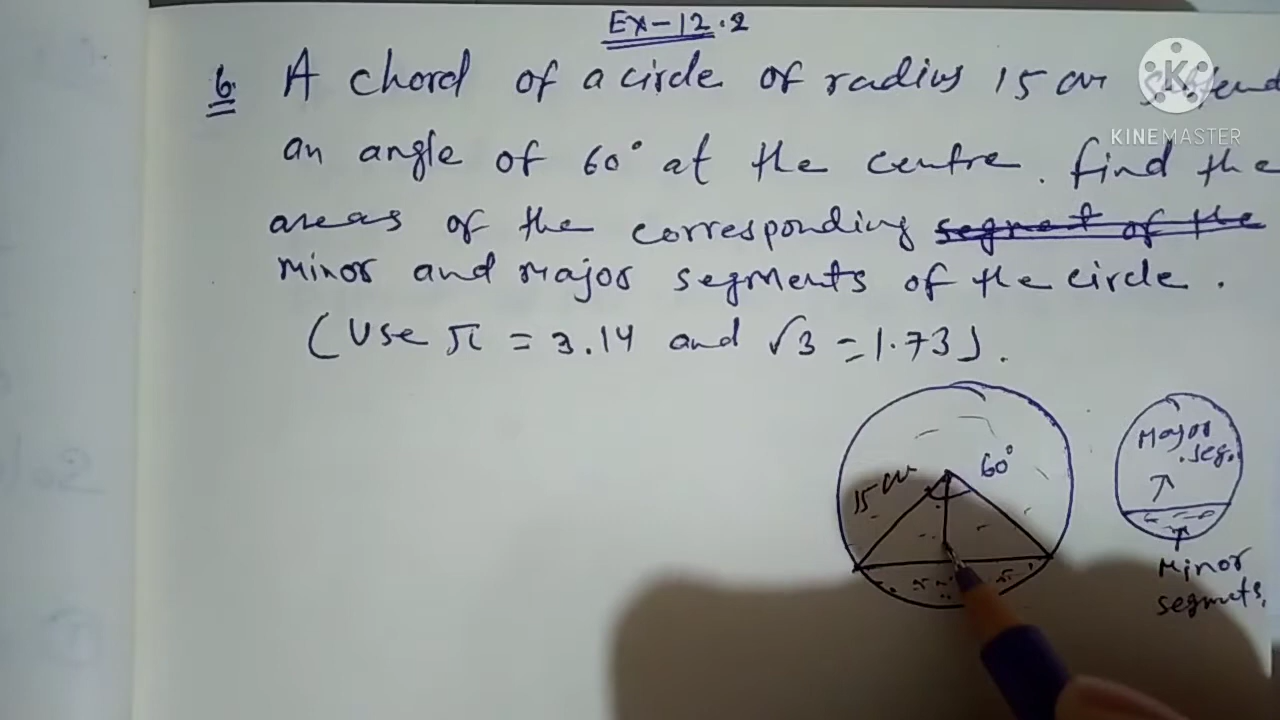 Ex-12.2
6 A chord of a circle of radius 15 cm
KINEMASTER
an angle of 60° at the centre. find the
areas of the corresponding segment of the
minor and major segments of the circle.
(Use π = 3.14 and √3 = 1.73).
15 cm
60°
Major
seg.
Minor
segmets,